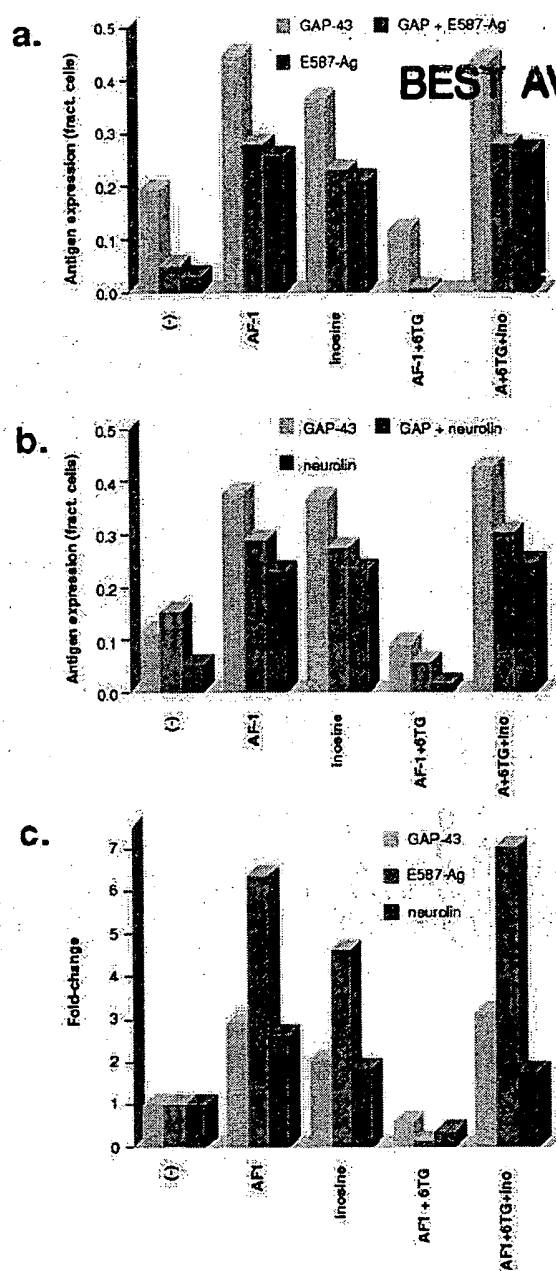 a.
GAP-43 GAP + E587-Ag
E587-Ag
BEST AV
Antigen expression (fract. cells)
0.5
0.4
0.3
0.2
0.1
0.0
(-) AF-1 Inosine AF-1+6TG A+6TG+Ino
b.
GAP-43 GAP + neurolin
neurolin
Antigen expression (fract. cells)
0.5
0.4
0.3
0.2
0.1
0.0
(-) AF-1 Inosine AF-1+6TG A+6TG+Ino
c.
GAP-43
E587-Ag
neurolin
Fold-change
7
6
5
4
3
2
1
0
(-) AF1 Inosine AF1 + 6TG AF1+6TG+Ino